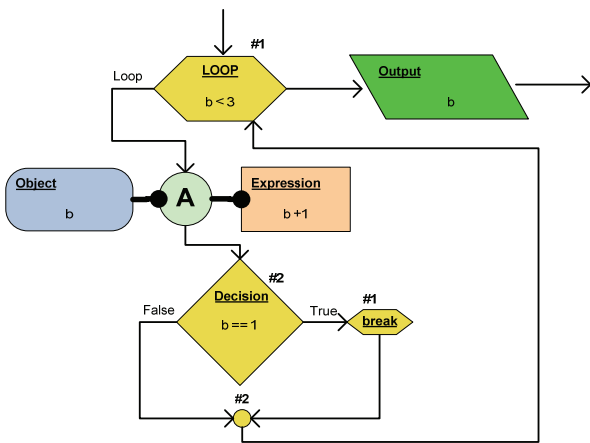 #1
LOOP
b < 3
Loop
Output
b
Object
b
A
Expression
b +1
#2
Decision
b == 1
False
True
#1
break
#2